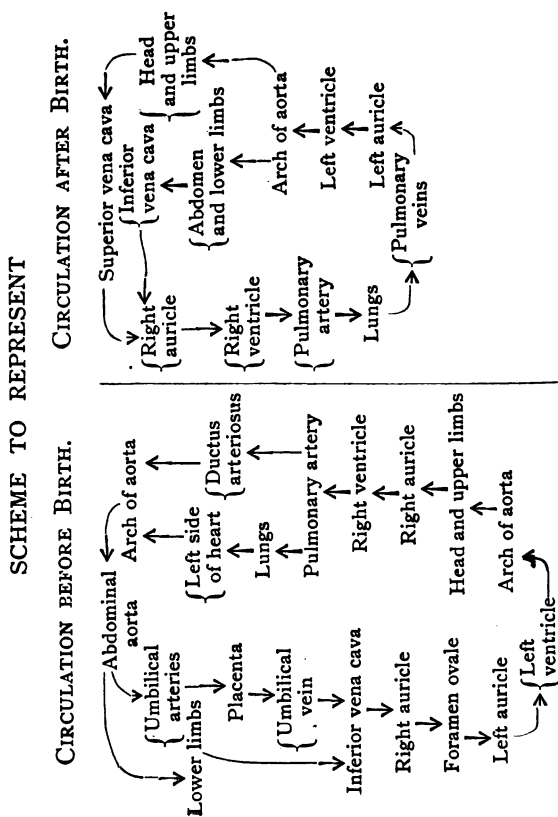 SCHEME TO REPRESENT
CIRCULATION BEFORE BIRTH.
Abdominal
aorta
Umbilical
arteries
Lower limbs
Placenta
Umbilical
vein
Inferior vena cava
Right auricle
Foramen ovale
Left auricle
Left
ventricle
Arch of aorta
Head and upper limbs
Right auricle
Right ventricle
Pulmonary artery
Lungs
Ductus
arteriosus
Left side
of heart
Arch of aorta
CIRCULATION AFTER BIRTH.
Superior vena cava
Inferior
vena cava
Head
and upper
limbs
Right
auricle
Abdomen
and lower limbs
Right
ventricle
Arch of aorta
Pulmonary
artery
Left ventricle
Lungs
Left auricle
Pulmonary
veins